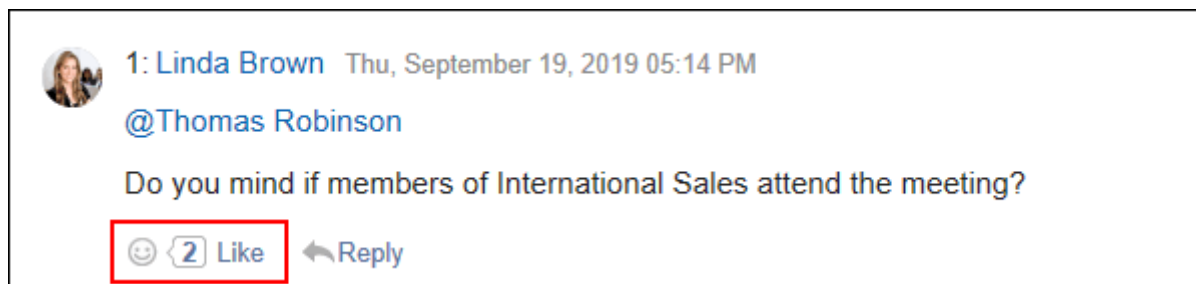 1: Linda Brown Thu, September 19, 2019 05:14 PM
@Thomas Robinson
Do you mind if members of International Sales attend the meeting?
2 Like Reply